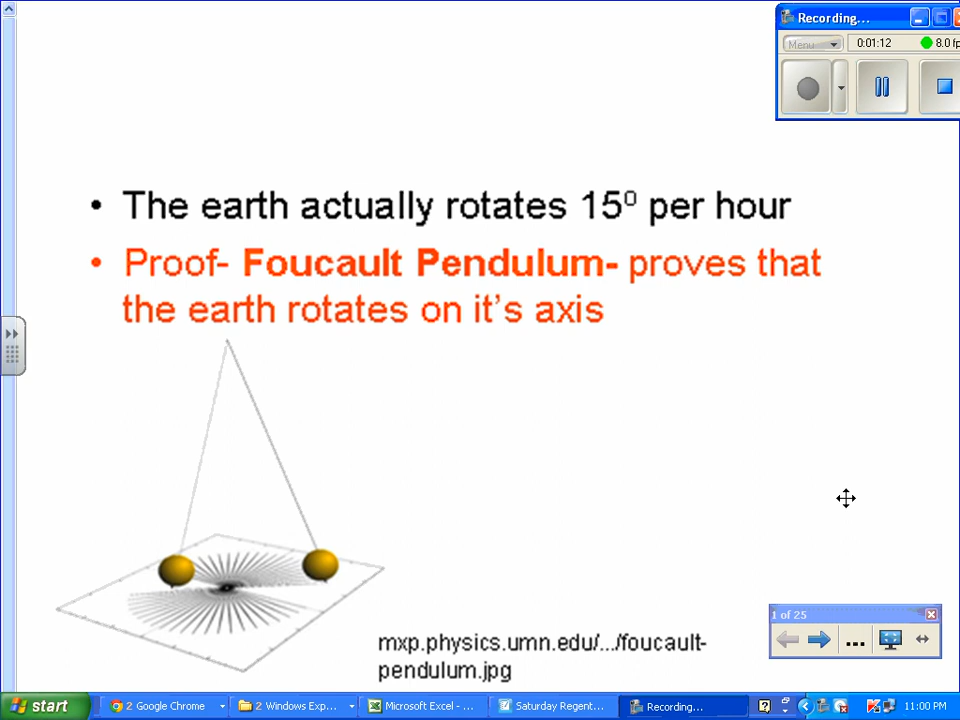 Recording...
Menu
0:01:12
8.0 fp
• The earth actually rotates 15⁰ per hour
• Proof- Foucault Pendulum- proves that
the earth rotates on it's axis
mxp.physics.umn.edu/.../foucault-
pendulum.jpg
1 of 25
...
start
2 Google Chrome
2 Windows Exp...
Microsoft Excel - ...
Saturday Regent...
Recording...
11:00 PM